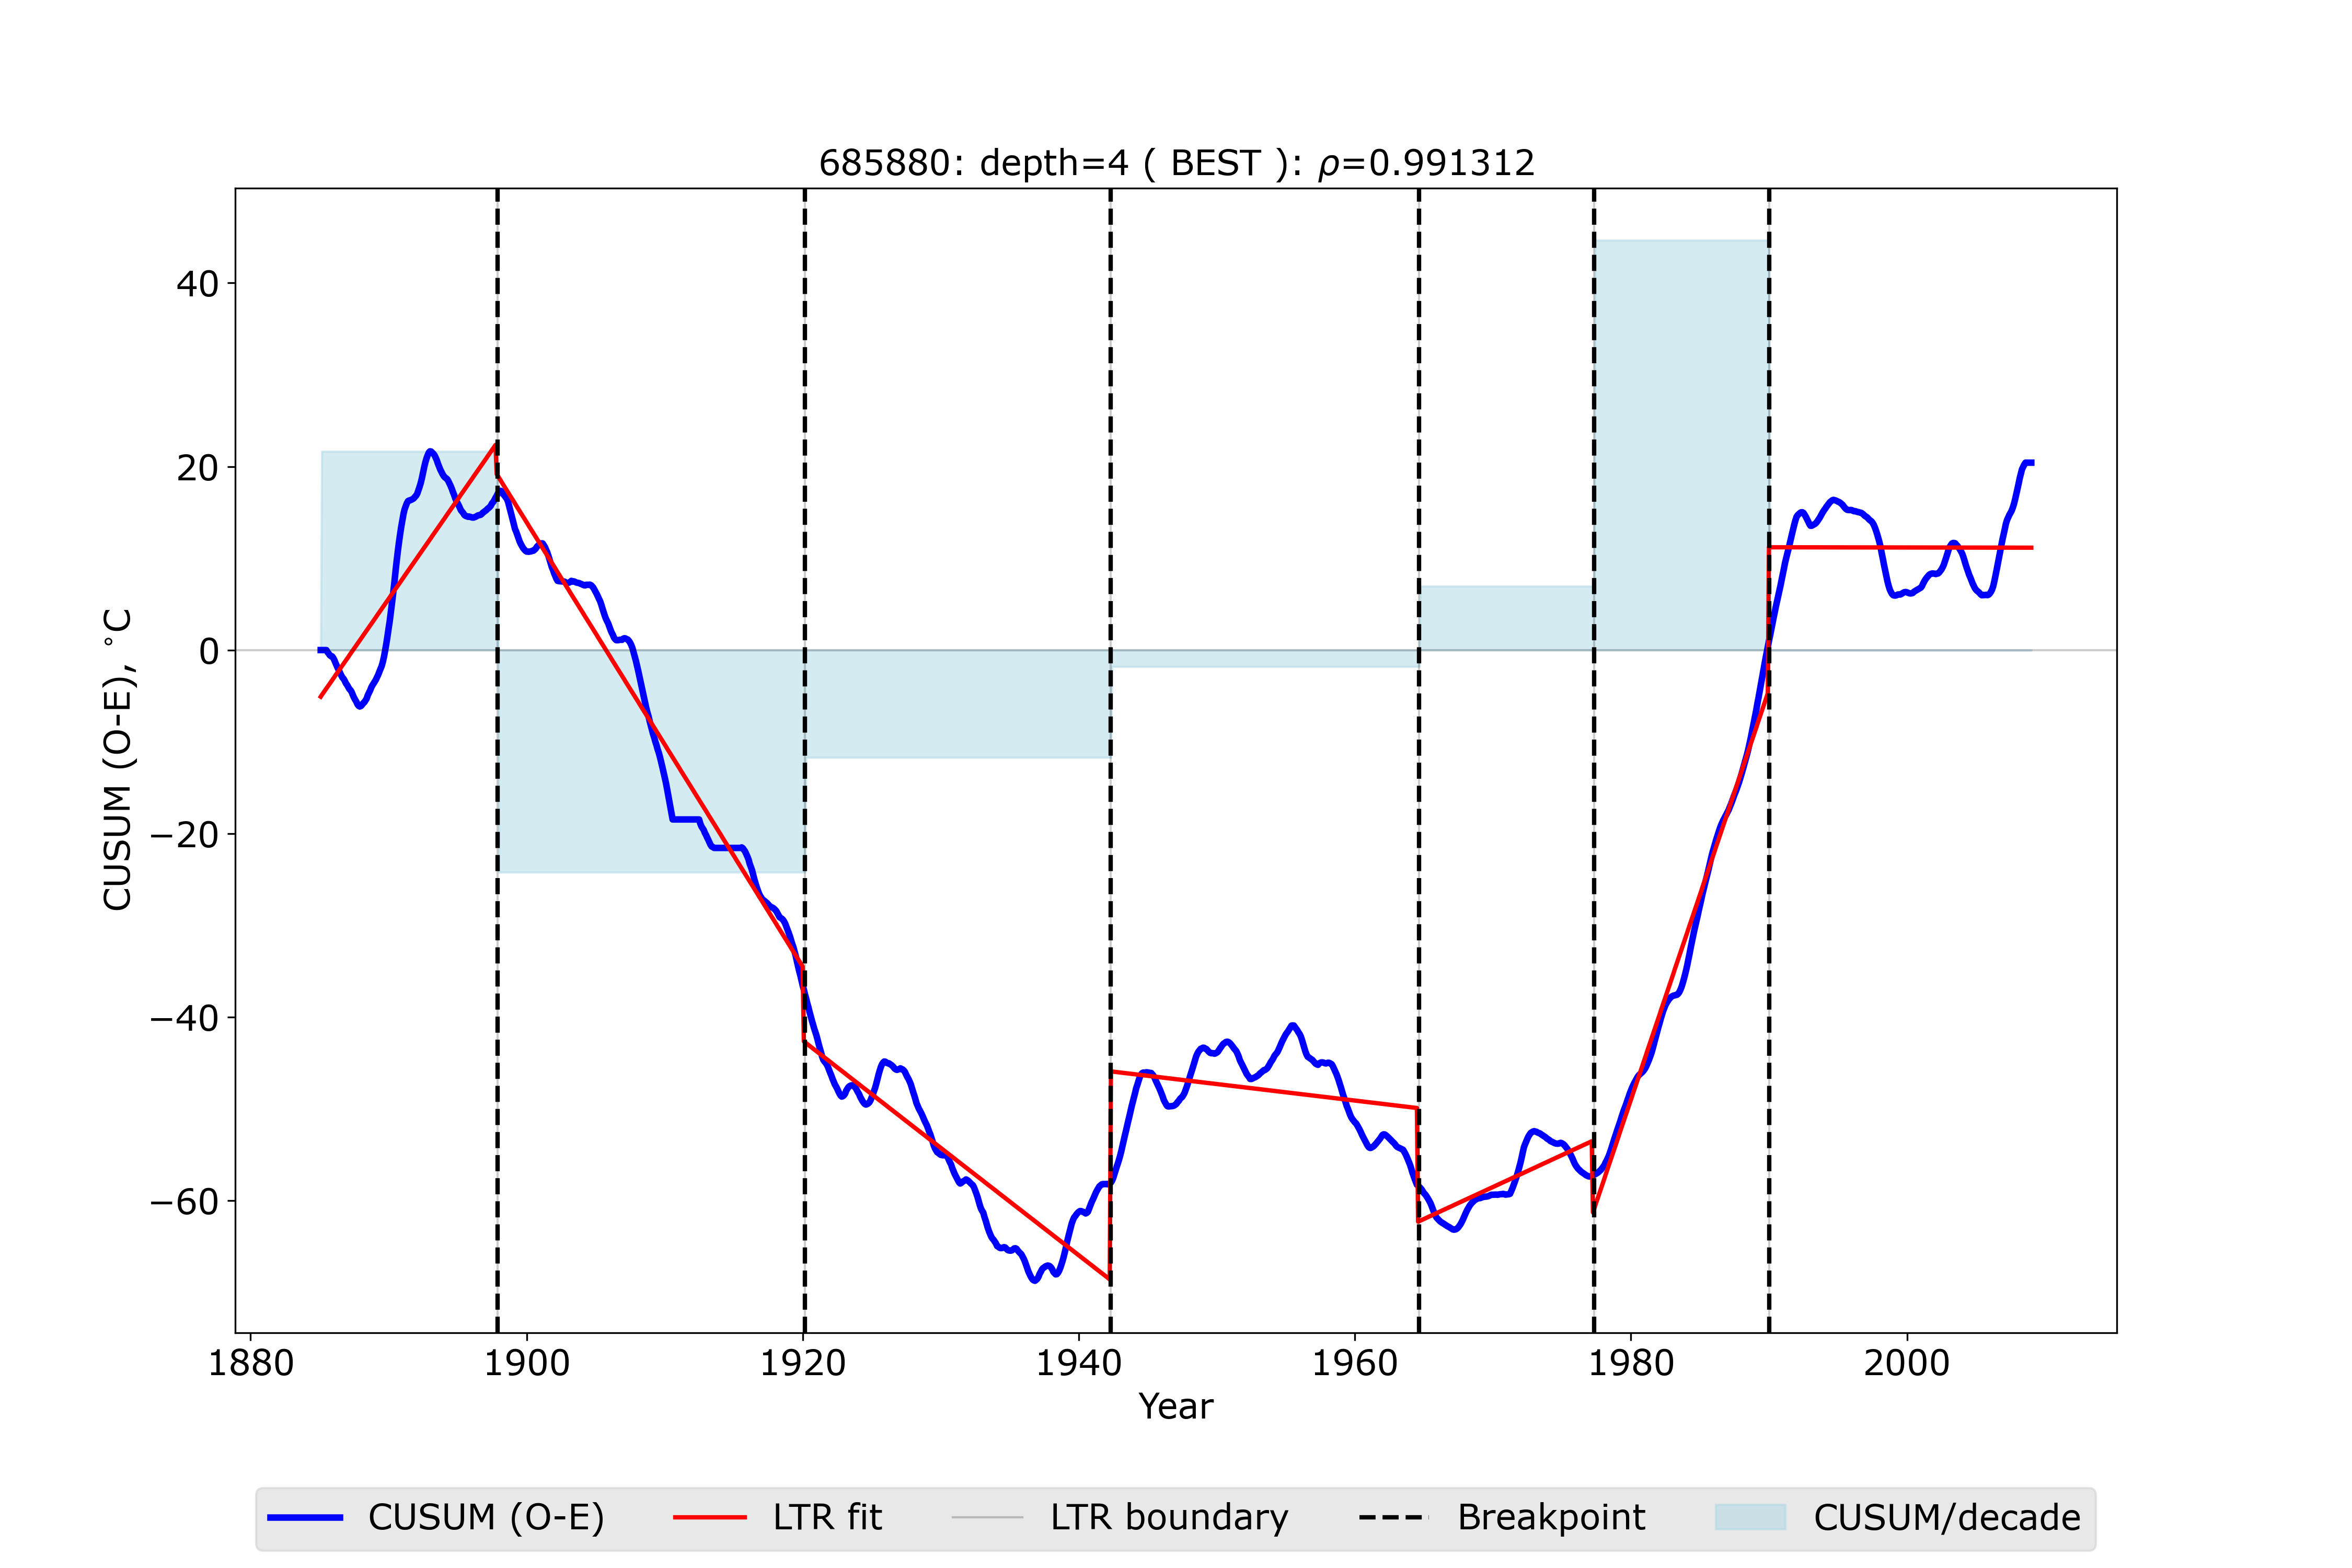 685880: depth=4 ( BEST ): ρ=0.991312
CUSUM (O-E), °C
40
20
0
−20
−40
−60
1880 1900 1920 1940 1960 1980 2000
Year
CUSUM (O-E) LTR fit LTR boundary Breakpoint CUSUM/decade